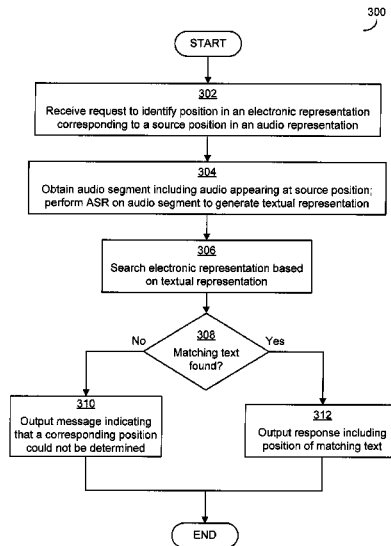 300
START
302
Receive request to identify position in an electronic representation
corresponding to a source position in an audio representation
304
Obtain audio segment including audio appearing at source position;
perform ASR on audio segment to generate textual representation
306
Search electronic representation based
on textual representation
308
Matching text
found?
No
Yes
310
Output message indicating
that a corresponding position
could not be determined
312
Output response including
position of matching text
END